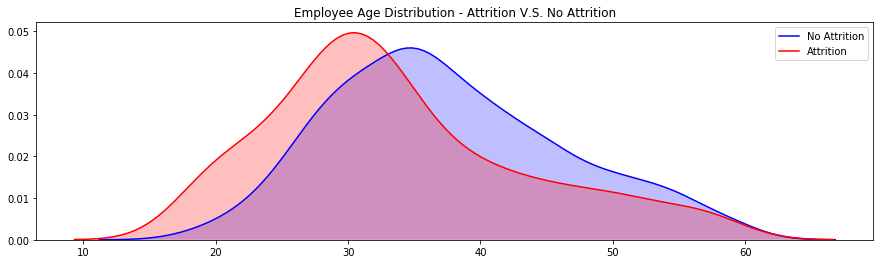 Employee Age Distribution - Attrition V.S. No Attrition
No Attrition
Attrition
0.05
0.04
0.03
0.02
0.01
0.00
10 20 30 40 50 60